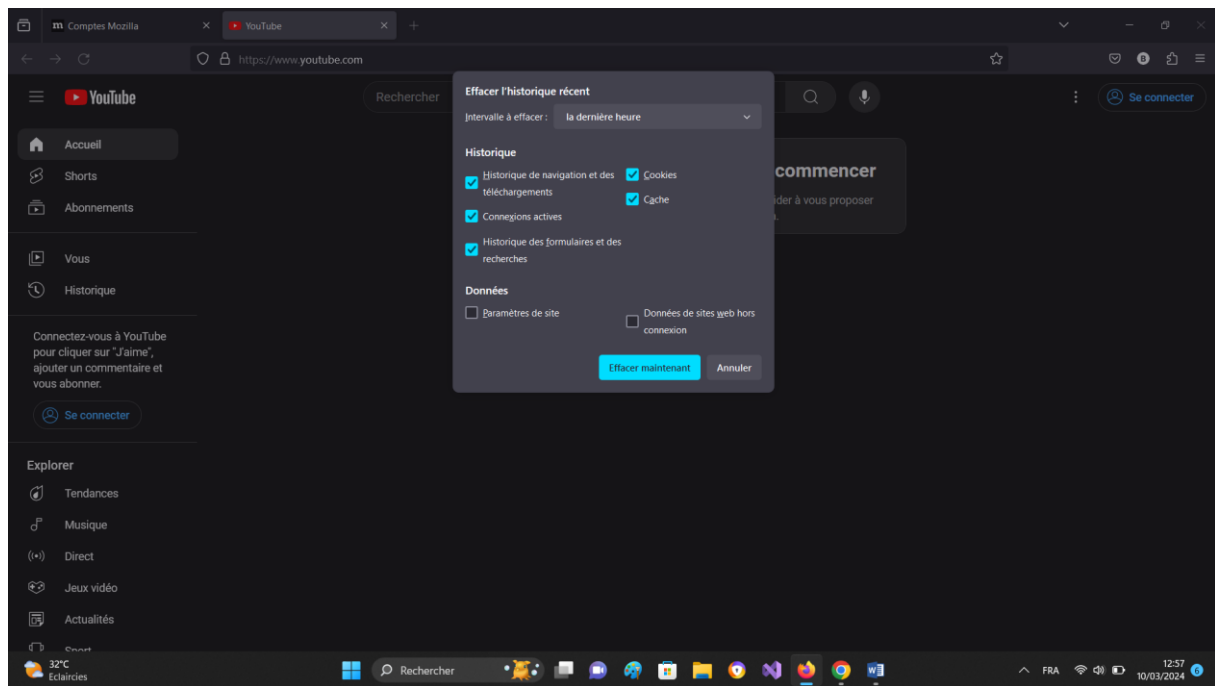 m Comptes Mozilla
YouTube
https://www.youtube.com
YouTube
Rechercher
Se connecter
Accueil
Shorts
Abonnements
Vous
Historique
Connectez-vous à YouTube
pour cliquer sur "J'aime",
ajouter un commentaire et
vous abonner.
Se connecter
Explorer
Tendances
Musique
Direct
Jeux vidéo
Actualités
Sport
Effacer l'historique récent
Intervalle à effacer : la dernière heure
Historique
Historique de navigation et des
téléchargements
Cookies
Cache
Connexions actives
Historique des formulaires et des
recherches
Données
Paramètres de site
Données de sites web hors
connexion
Effacer maintenant Annuler
commencer
ider à vous proposer
32°C
Eclaircies
Rechercher
FRA
12:57
10/03/2024
6